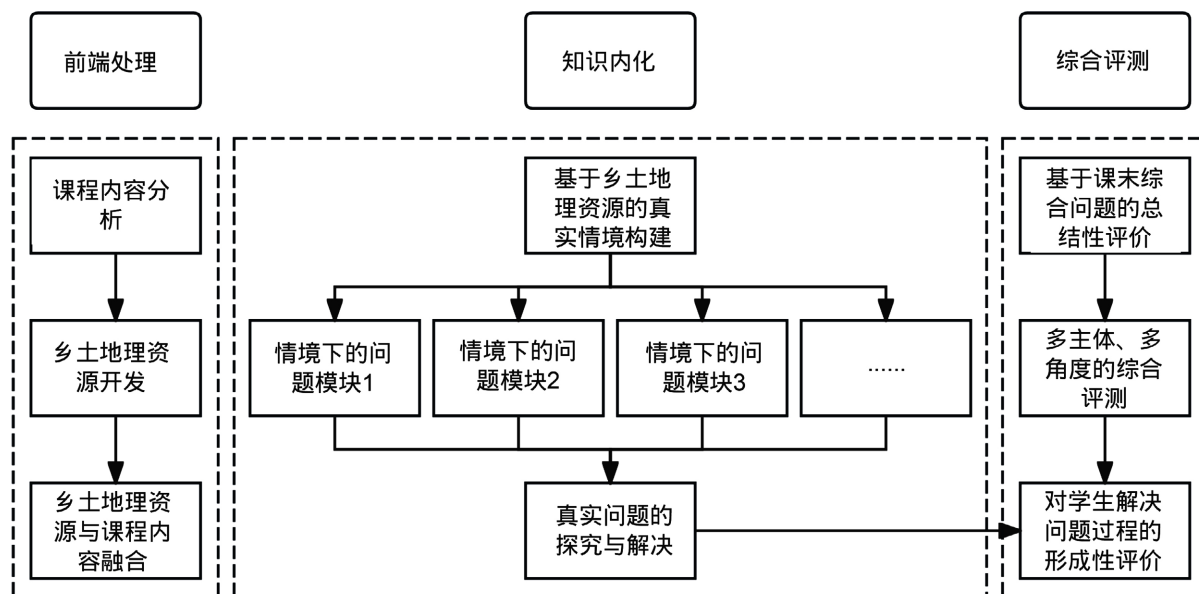 前端处理
知识内化
综合评测
课程内容分
析
乡土地理资
源开发
乡土地理资
源与课程内
容融合
基于乡土地
理资源的真
实情境构建
情境下的问
题模块1
情境下的问
题模块2
情境下的问
题模块3
......
真实问题的
探究与解决
基于课末综
合问题的总
结性评价
多主体、多
角度的综合
评测
对学生解决
问题过程的
形成性评价